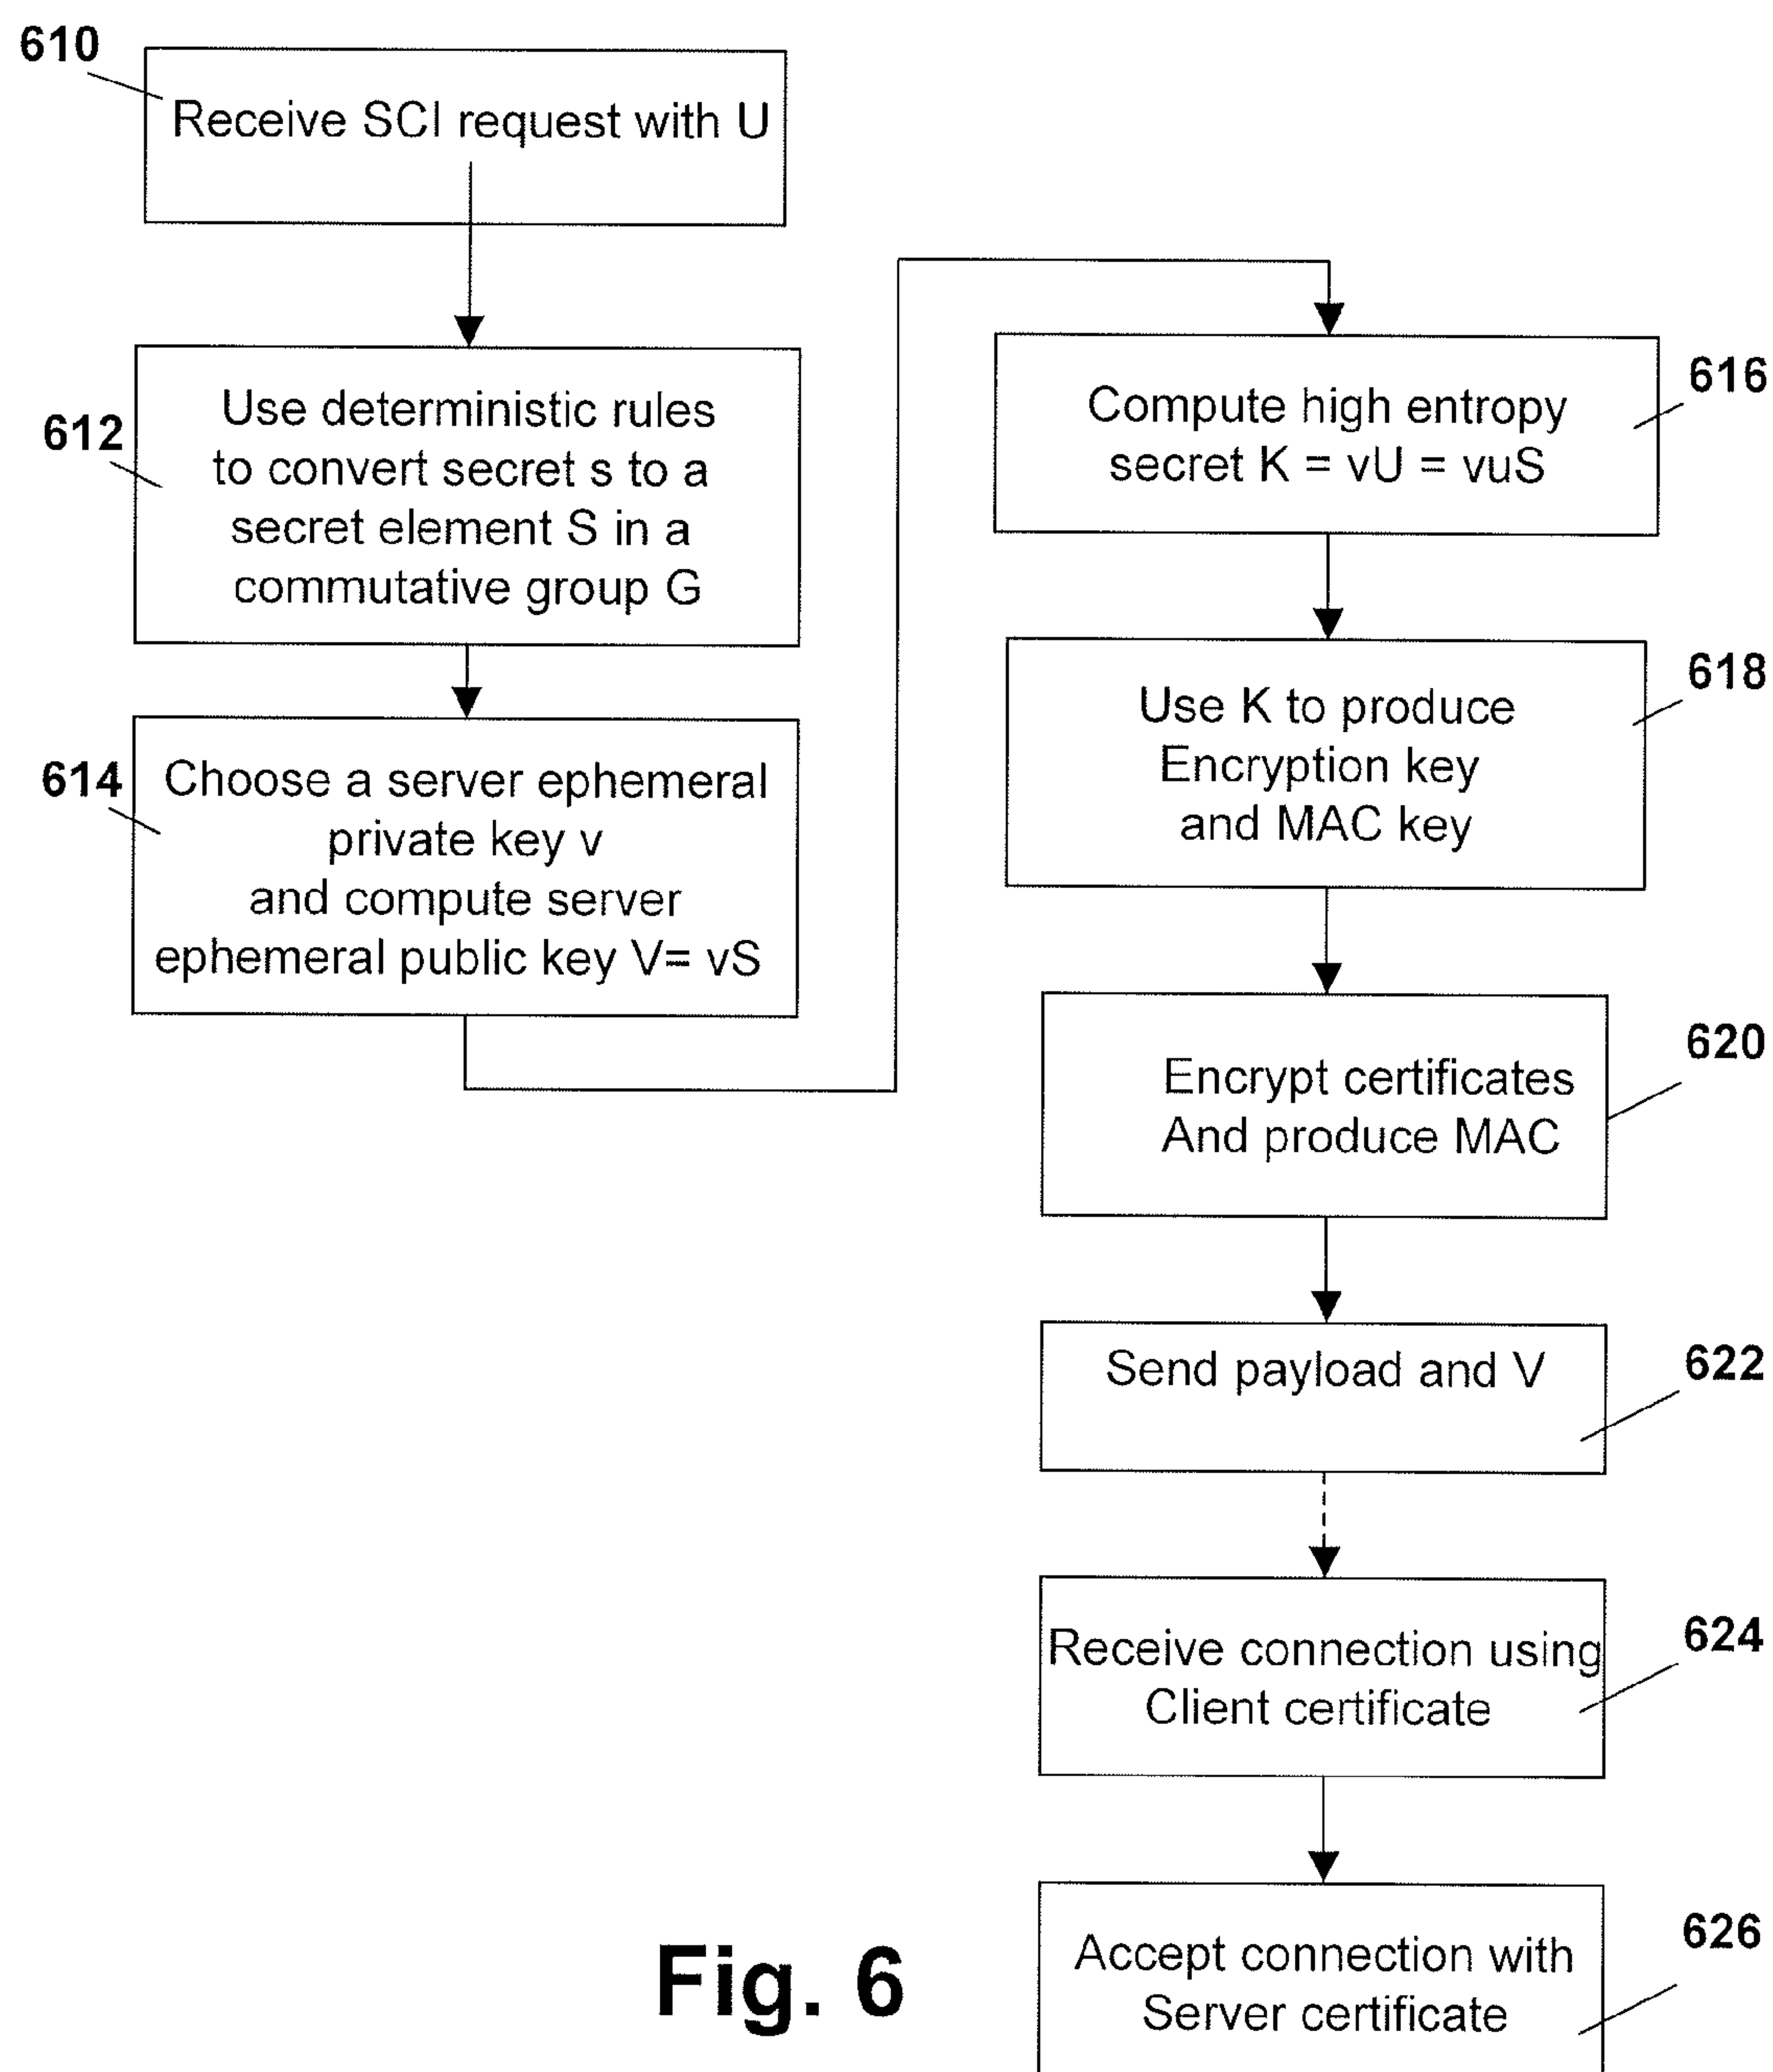 610
Receive SCI request with U
612
Use deterministic rules
to convert secret s to a
secret element S in a
commutative group G
614
Choose a server ephemeral
private key v
and compute server
ephemeral public key V= vS
616
Compute high entropy
secret K = vU = vuS
618
Use K to produce
Encryption key
and MAC key
620
Encrypt certificates
And produce MAC
622
Send payload and V
624
Receive connection using
Client certificate
626
Accept connection with
Server certificate
Fig. 6